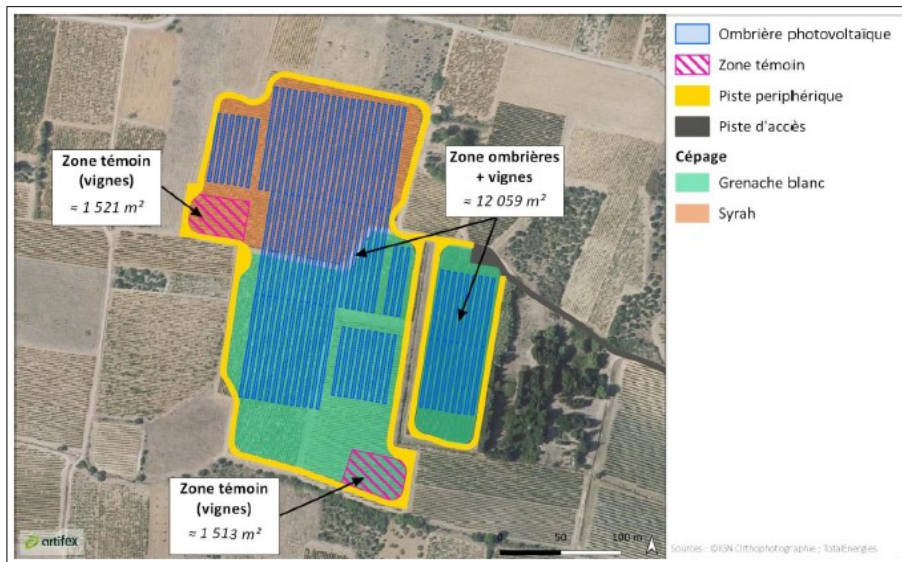 Ombrière photovoltaïque
Zone témoin
Piste periphérique
Piste d'accès
Cépage
Grenache blanc
Syrah
Zone témoin
(vignes)
≈ 1 521 m²
Zone ombrières
+ vignes
≈ 12 059 m²
Zone témoin
(vignes)
≈ 1 513 m²
artifex
0 50 100 m
Sources : ©IGN Orthophotographie ; TotalEnergies